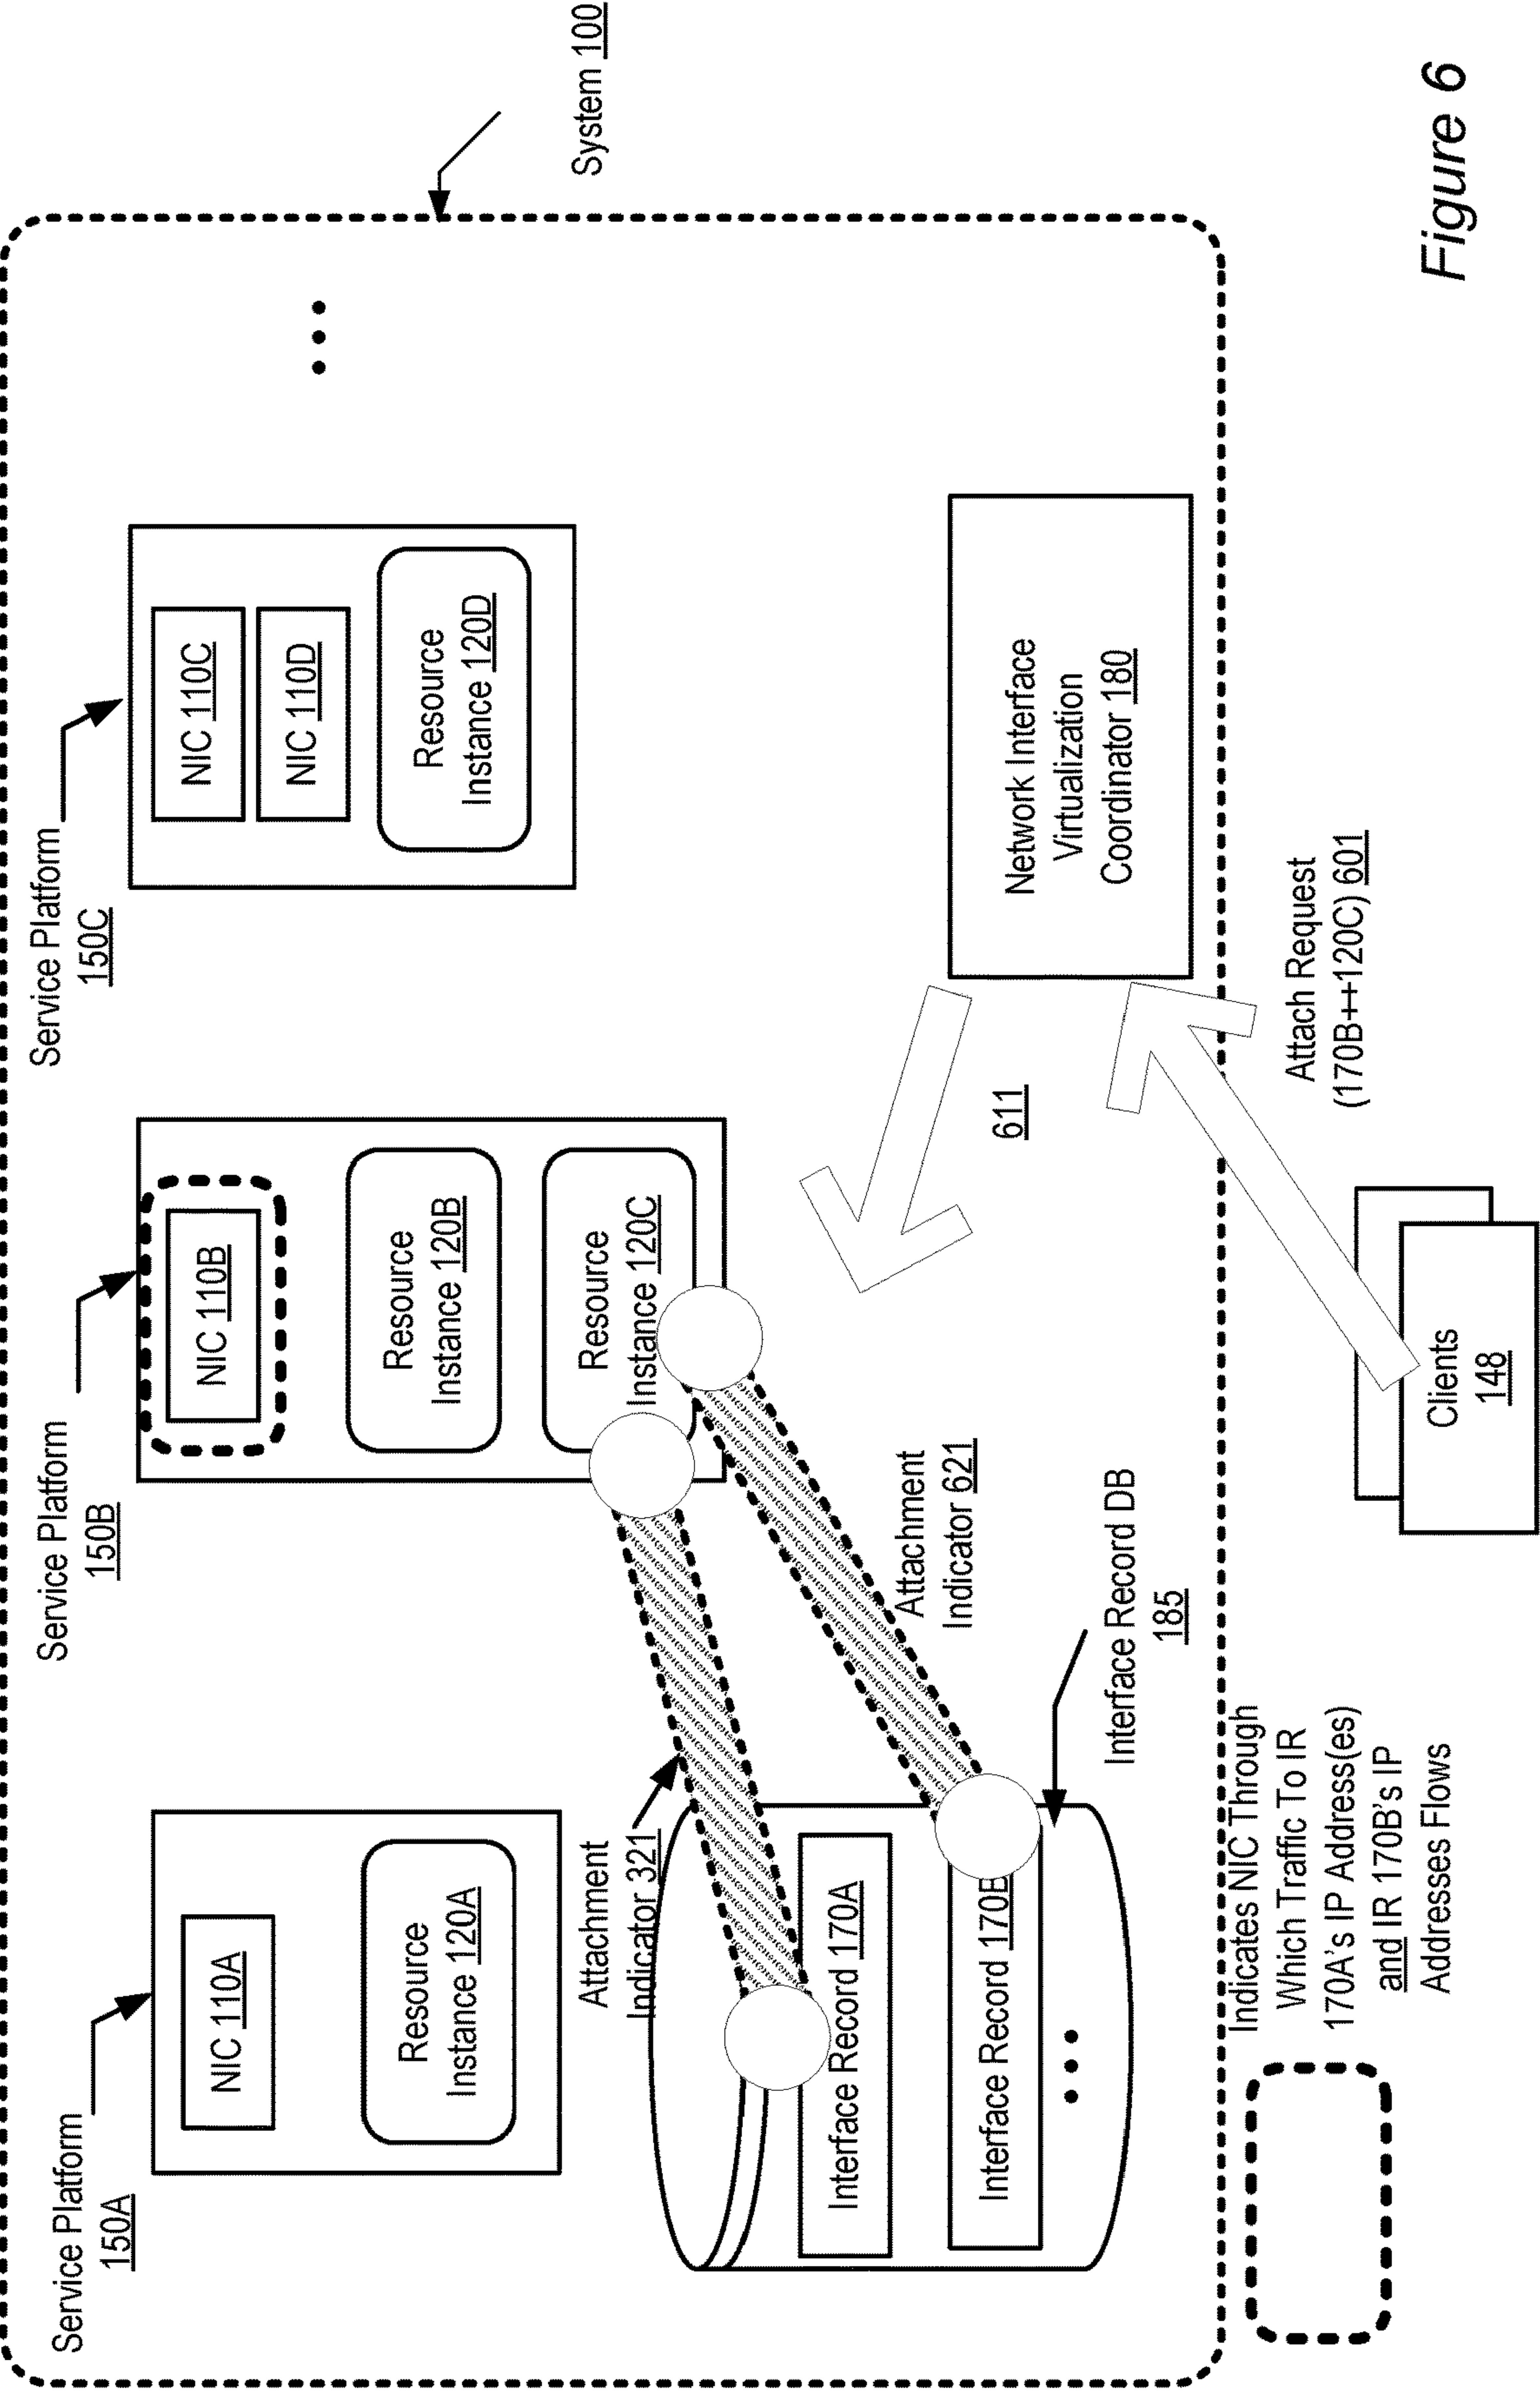 System 100
Service Platform
150A
NIC 110A
Resource
Instance 120A
Service Platform
150B
NIC 110B
Resource
Instance 120B
Resource
Instance 120C
Service Platform
150C
NIC 110C
NIC 110D
Resource
Instance 120D
Attachment
Indicator 321
Interface Record 170A
Interface Record 170B
Attachment
Indicator 621
Interface Record DB
185
611
Network Interface
Virtualization
Coordinator 180
Indicates NIC Through
Which Traffic To IR
170A's IP Address(es)
and IR 170B's IP
Addresses Flows
Clients
148
Attach Request
(170B++120C) 601
Figure 6